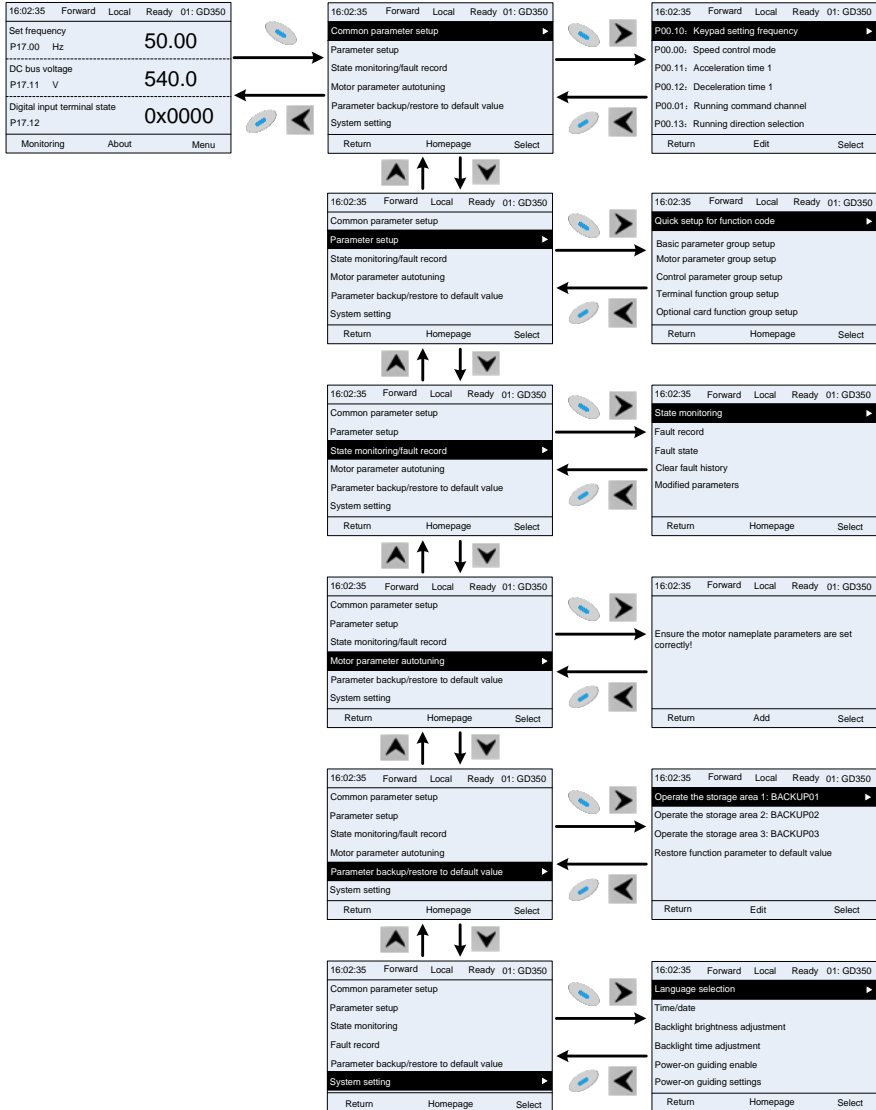 16:02:35 Forward Local Ready 01: GD350
Set frequency
P17.00 Hz 50.00
DC bus voltage
P17.11 V 540.0
Digital input terminal state
P17.12 0x0000
Monitoring About Menu
16:02:35 Forward Local Ready 01: GD350
Common parameter setup
Parameter setup
State monitoring/fault record
Motor parameter autotuning
Parameter backup/restore to default value
System setting
Return Homepage Select
16:02:35 Forward Local Ready 01: GD350
P00.10: Keypad setting frequency
P00.00: Speed control mode
P00.11: Acceleration time 1
P00.12: Deceleration time 1
P00.01: Running command channel
P00.13: Running direction selection
Return Edit Select
16:02:35 Forward Local Ready 01: GD350
Common parameter setup
Parameter setup
State monitoring/fault record
Motor parameter autotuning
Parameter backup/restore to default value
System setting
Return Homepage Select
16:02:35 Forward Local Ready 01: GD350
Quick setup for function code
Basic parameter group setup
Motor parameter group setup
Control parameter group setup
Terminal function group setup
Optional card function group setup
Return Homepage Select
16:02:35 Forward Local Ready 01: GD350
Common parameter setup
Parameter setup
State monitoring/fault record
Motor parameter autotuning
Parameter backup/restore to default value
System setting
Return Homepage Select
16:02:35 Forward Local Ready 01: GD350
State monitoring
Fault record
Fault state
Clear fault history
Modified parameters
Return Homepage Select
16:02:35 Forward Local Ready 01: GD350
Common parameter setup
Parameter setup
State monitoring/fault record
Motor parameter autotuning
Parameter backup/restore to default value
System setting
Return Homepage Select
16:02:35 Forward Local Ready 01: GD350
Ensure the motor nameplate parameters are set
correctly!
Return Add Select
16:02:35 Forward Local Ready 01: GD350
Common parameter setup
Parameter setup
State monitoring/fault record
Motor parameter autotuning
Parameter backup/restore to default value
System setting
Return Homepage Select
16:02:35 Forward Local Ready 01: GD350
Operate the storage area 1: BACKUP01
Operate the storage area 2: BACKUP02
Operate the storage area 3: BACKUP03
Restore function parameter to default value
Return Edit Select
16:02:35 Forward Local Ready 01: GD350
Common parameter setup
Parameter setup
State monitoring
Fault record
Parameter backup/restore to default value
System setting
Return Homepage Select
16:02:35 Forward Local Ready 01: GD350
Language selection
Time/date
Backlight brightness adjustment
Backlight time adjustment
Power-on guiding enable
Power-on guiding settings
Return Homepage Select